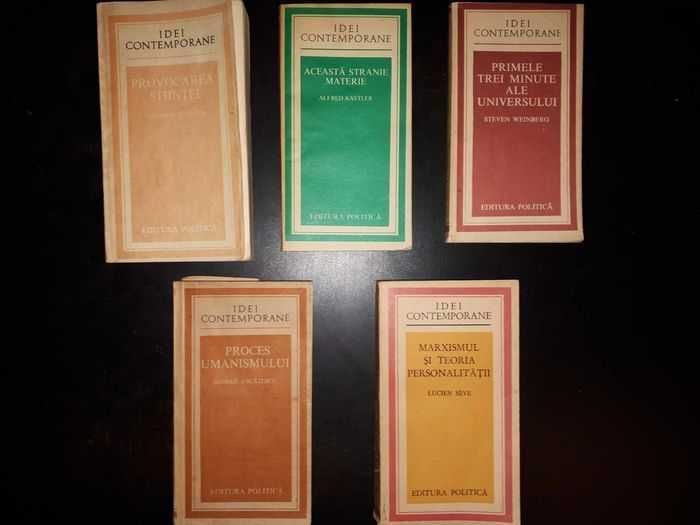 IDEI
CONTEMPORANE
PROVOCAREA
ȘTIINȚEI
EDITURA POLITICĂ
IDEI
CONTEMPORANE
ACEASTĂ STRANIE
MATERIE
ALFRED KASTLER
EDITURA POLITICĂ
IDEI
CONTEMPORANE
PRIMELE
TREI MINUTE
ALE
UNIVERSULUI
STEVEN WEINBERG
EDITURA POLITICĂ
IDEI
CONTEMPORANE
PROCES
UMANISMULUI
EDITURA POLITICĂ
IDEI
CONTEMPORANE
MARXISMUL
ȘI TEORIA
PERSONALITĂȚII
LUCIEN SÈVE
EDITURA POLITICĂ